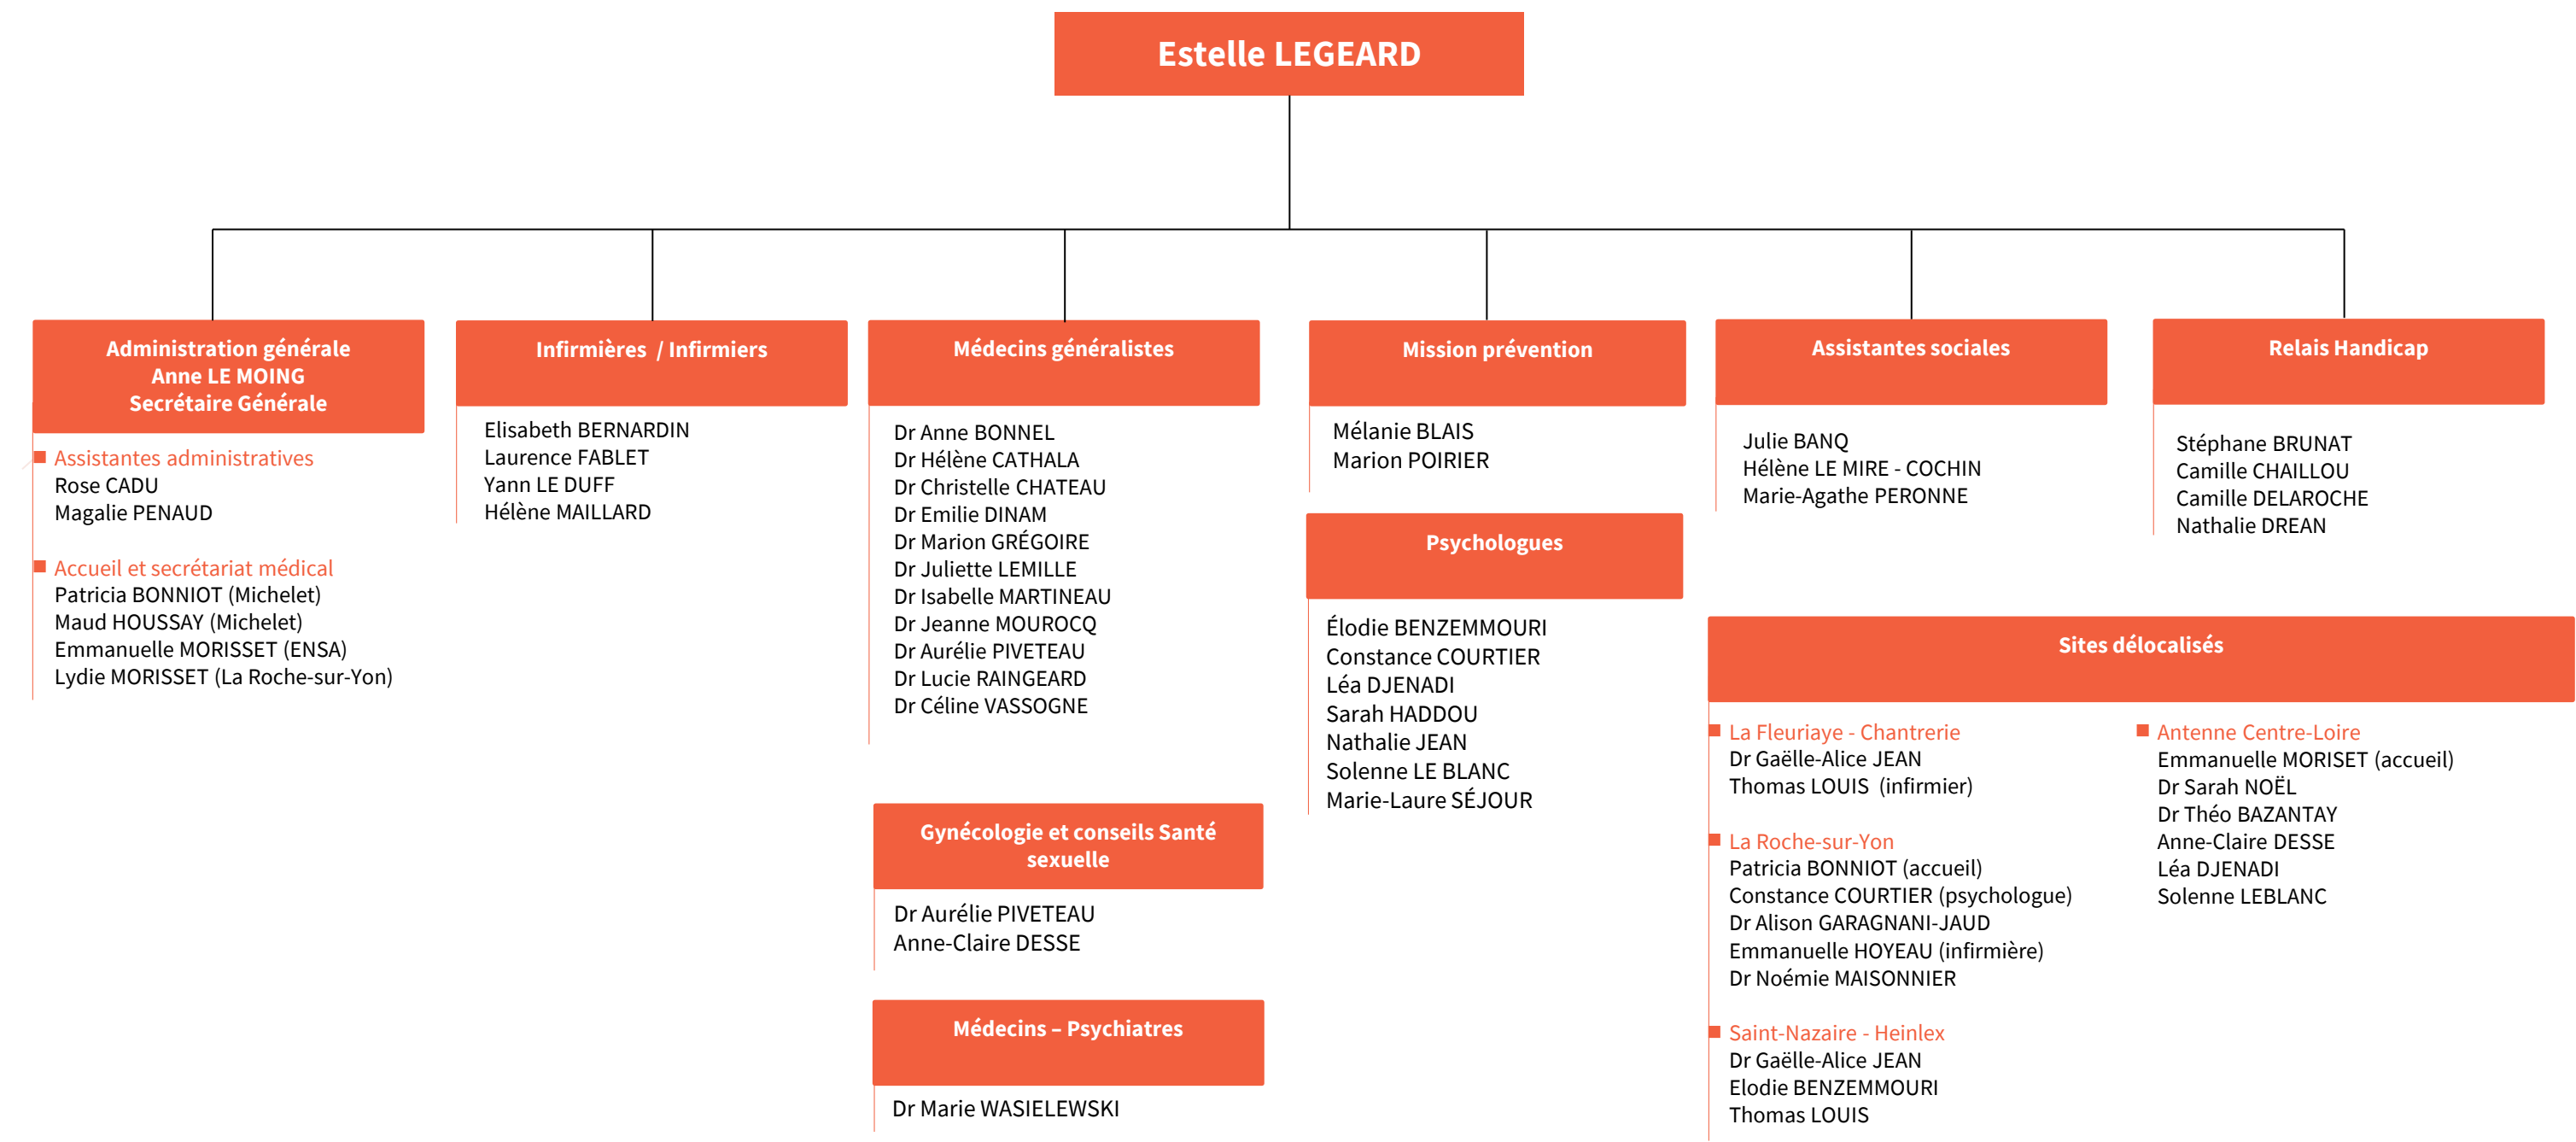 Estelle LEGEARD
Administration générale
Anne LE MOING
Secrétaire Générale
Assistantes administratives
Rose CADU
Magalie PENAUD
Accueil et secrétariat médical
Patricia BONNIOT (Michelet)
Maud HOUSSAY (Michelet)
Emmanuelle MORISSET (ENSA)
Lydie MORISSET (La Roche-sur-Yon)
Infirmières / Infirmiers
Elisabeth BERNARDIN
Laurence FABLET
Yann LE DUFF
Hélène MAILLARD
Médecins généralistes
Dr Anne BONNEL
Dr Hélène CATHALA
Dr Christelle CHATEAU
Dr Emilie DINAM
Dr Marion GRÉGOIRE
Dr Juliette LEMILLE
Dr Isabelle MARTINEAU
Dr Jeanne MOUROCQ
Dr Aurélie PIVETEAU
Dr Lucie RAINGEARD
Dr Céline VASSOGNE
Gynécologie et conseils Santé
sexuelle
Dr Aurélie PIVETEAU
Anne-Claire DESSE
Médecins – Psychiatres
Dr Marie WASIELEWSKI
Mission prévention
Mélanie BLAIS
Marion POIRIER
Psychologues
Élodie BENZEMMOURI
Constance COURTIER
Léa DJENADI
Sarah HADDOU
Nathalie JEAN
Solenne LE BLANC
Marie-Laure SÉJOUR
Assistantes sociales
Julie BANQ
Hélène LE MIRE - COCHIN
Marie-Agathe PERONNE
Relais Handicap
Stéphane BRUNAT
Camille CHAILLOU
Camille DELAROCHE
Nathalie DREAN
Sites délocalisés
La Fleuriaye - Chantrerie
Dr Gaëlle-Alice JEAN
Thomas LOUIS (infirmier)
La Roche-sur-Yon
Patricia BONNIOT (accueil)
Constance COURTIER (psychologue)
Dr Alison GARAGNANI-JAUD
Emmanuelle HOYEAU (infirmière)
Dr Noémie MAISONNIER
Saint-Nazaire - Heinlex
Dr Gaëlle-Alice JEAN
Elodie BENZEMMOURI
Thomas LOUIS
Antenne Centre-Loire
Emmanuelle MORISET (accueil)
Dr Sarah NOËL
Dr Théo BAZANTAY
Anne-Claire DESSE
Léa DJENADI
Solenne LEBLANC